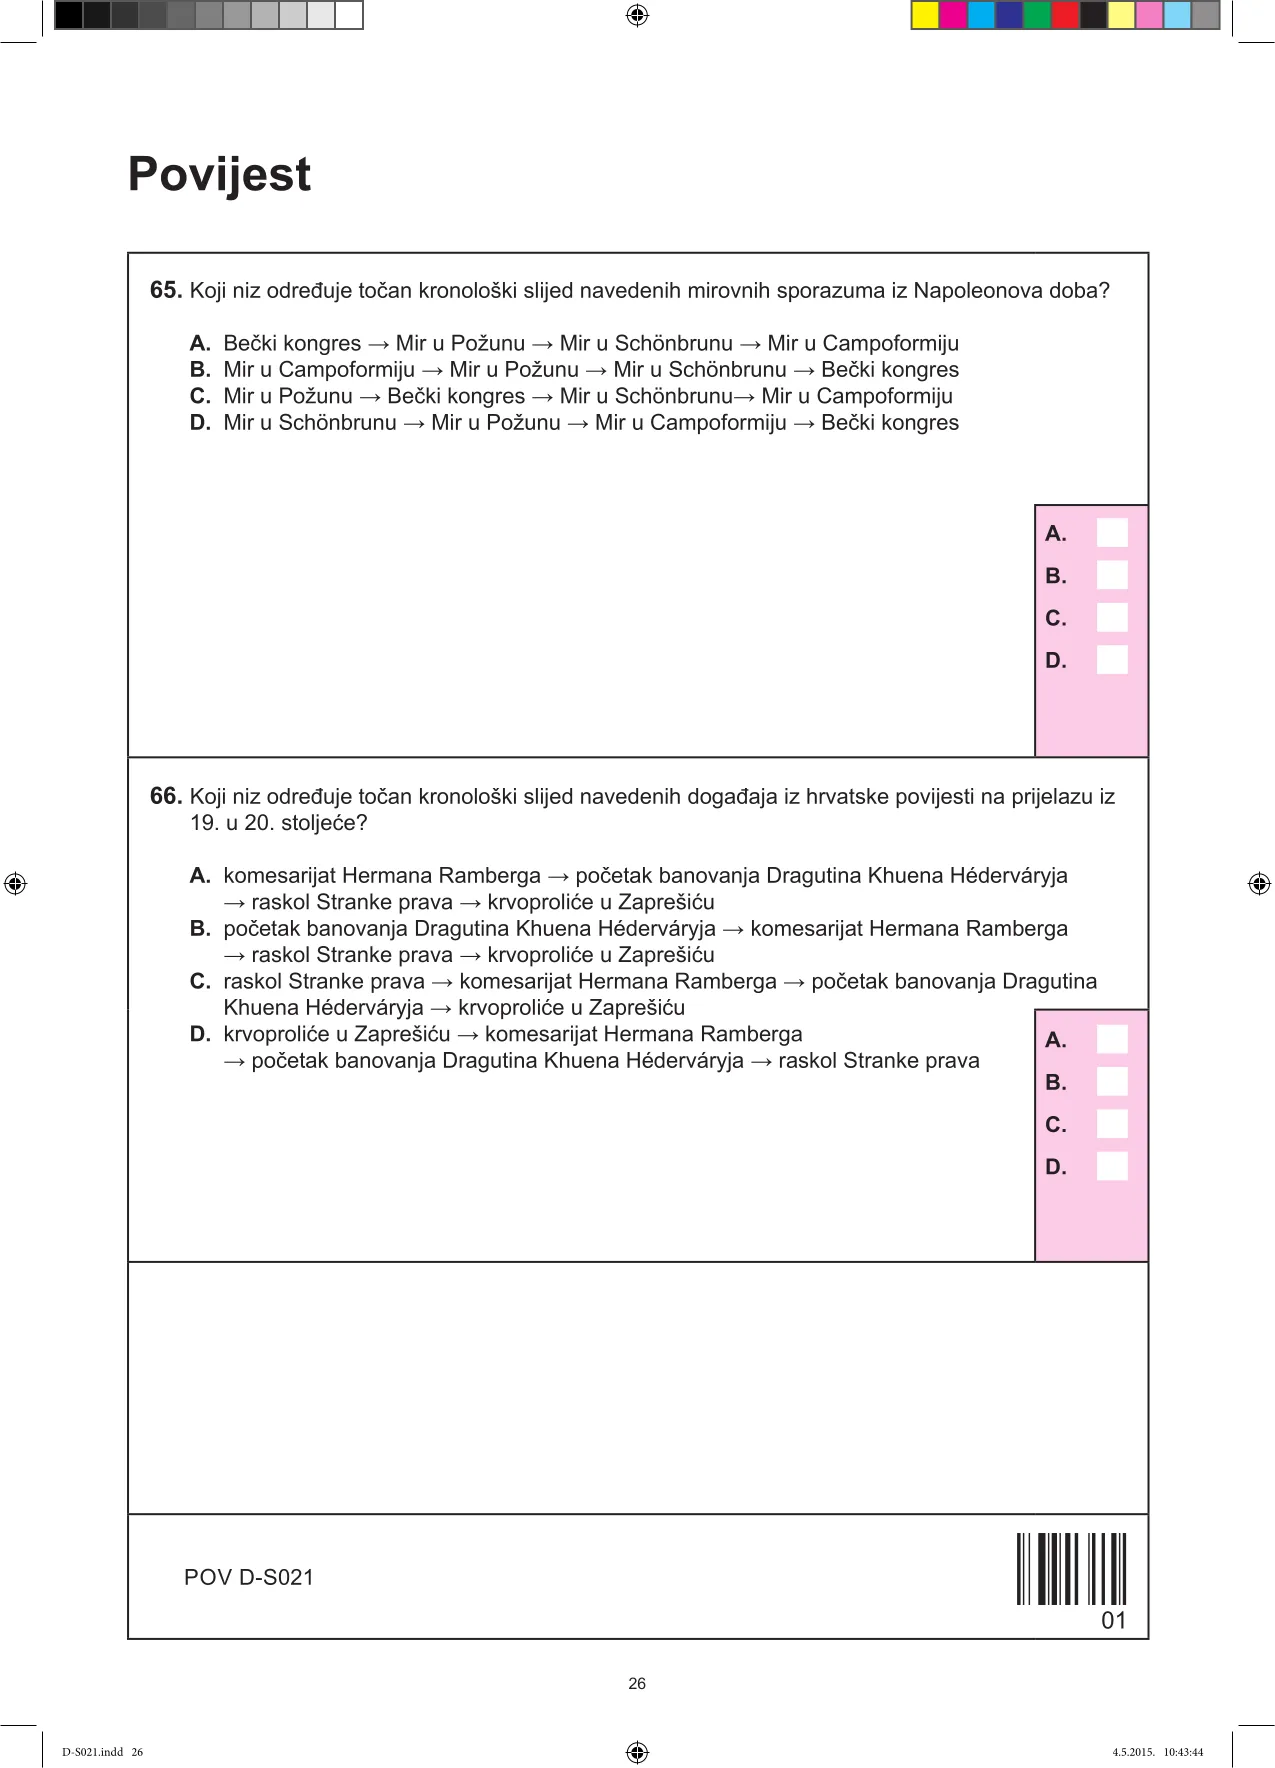 Povijest
65. Koji niz određuje točan kronološki slijed navedenih mirovnih sporazuma iz Napoleonova doba?
A. Bečki kongres → Mir u Požunu → Mir u Schönbrunu → Mir u Campoformiju
B. Mir u Campoformiju → Mir u Požunu → Mir u Schönbrunu → Bečki kongres
C. Mir u Požunu → Bečki kongres → Mir u Schönbrunu→ Mir u Campoformiju
D. Mir u Schönbrunu → Mir u Požunu → Mir u Campoformiju → Bečki kongres
A.
B.
C.
D.
66. Koji niz određuje točan kronološki slijed navedenih događaja iz hrvatske povijesti na prijelazu iz
19. u 20. stoljeće?
A. komesarijat Hermana Ramberga → početak banovanja Dragutina Khuena Héderváryja
→ raskol Stranke prava → krvoproliće u Zaprešiću
B. početak banovanja Dragutina Khuena Héderváryja → komesarijat Hermana Ramberga
→ raskol Stranke prava → krvoproliće u Zaprešiću
C. raskol Stranke prava → komesarijat Hermana Ramberga → početak banovanja Dragutina
Khuena Héderváryja → krvoproliće u Zaprešiću
D. krvoproliće u Zaprešiću → komesarijat Hermana Ramberga
→ početak banovanja Dragutina Khuena Héderváryja → raskol Stranke prava
A.
B.
C.
D.
POV D-S021
01
26
D-S021.indd 26
4.5.2015. 10:43:44